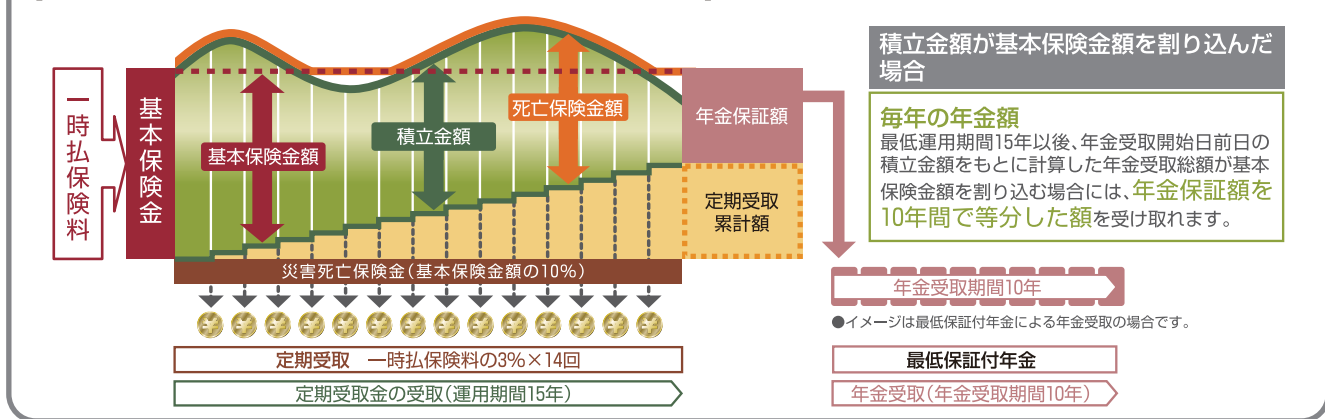 一時払保険料
基本保険金
基本保険金額
積立金額
死亡保険金額
年金保証額
定期受取
累計額
災害死亡保険金(基本保険金額の10%)
定期受取 一時払保険料の3%×14回
定期受取金の受取(運用期間15年)
積立金額が基本保険金額を割り込んだ
場合
毎年の年金額
最低運用期間15年以後、年金受取開始日前日の
積立金額をもとに計算した年金受取総額が基本
保険金額を割り込む場合には、年金保証額を
10年間で等分した額を受け取れます。
年金受取期間10年
●イメージは最低保証付年金による年金受取の場合です。
最低保証付年金
年金受取(年金受取期間10年)